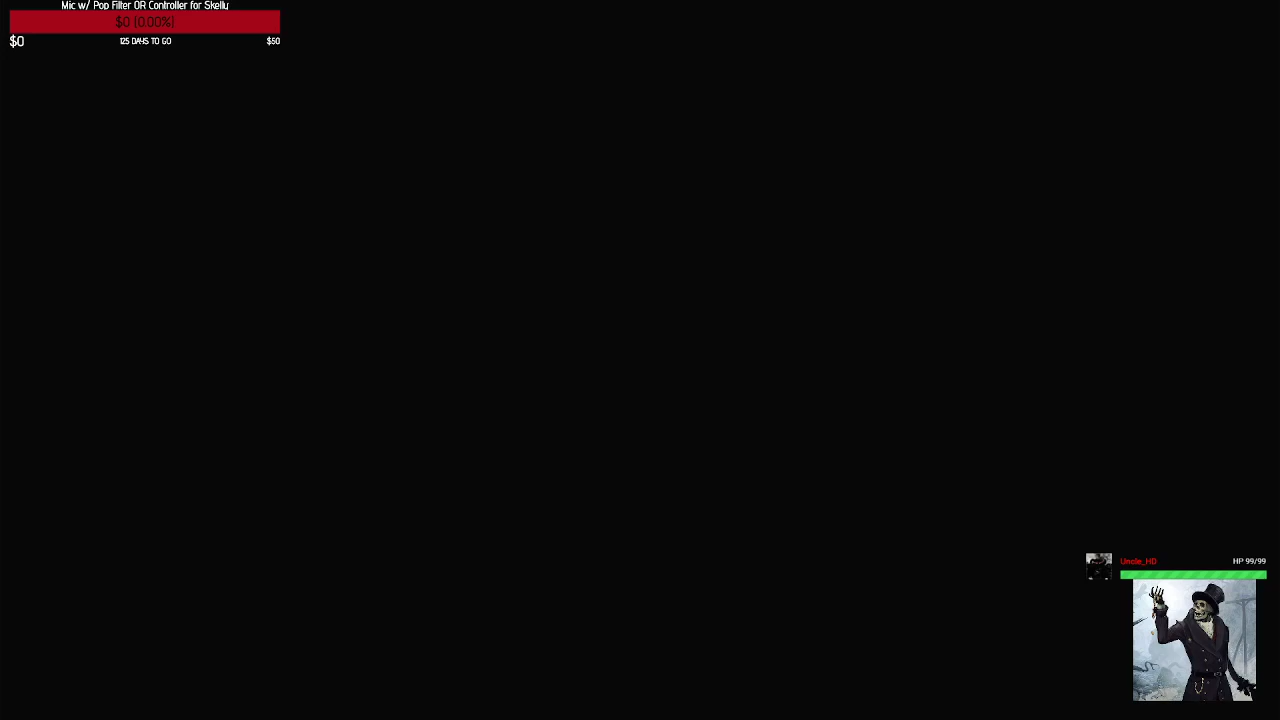 Mic w/ Pop Filter OR Controller for Skelly
$0 (0.00%)
$0 125 DAYS TO GO $50
Uncle_HD HP 99/99